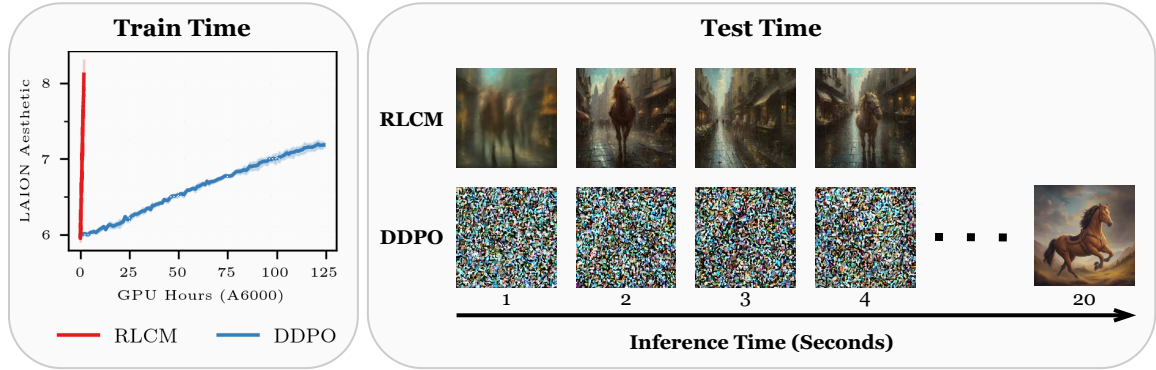 Train Time
LAION Aesthetic
8
7
6
0 25 50 75 100 125
GPU Hours (A6000)
RLCM DDPO
Test Time
RLCM
DDPO
1 2 3 4 20
Inference Time (Seconds)